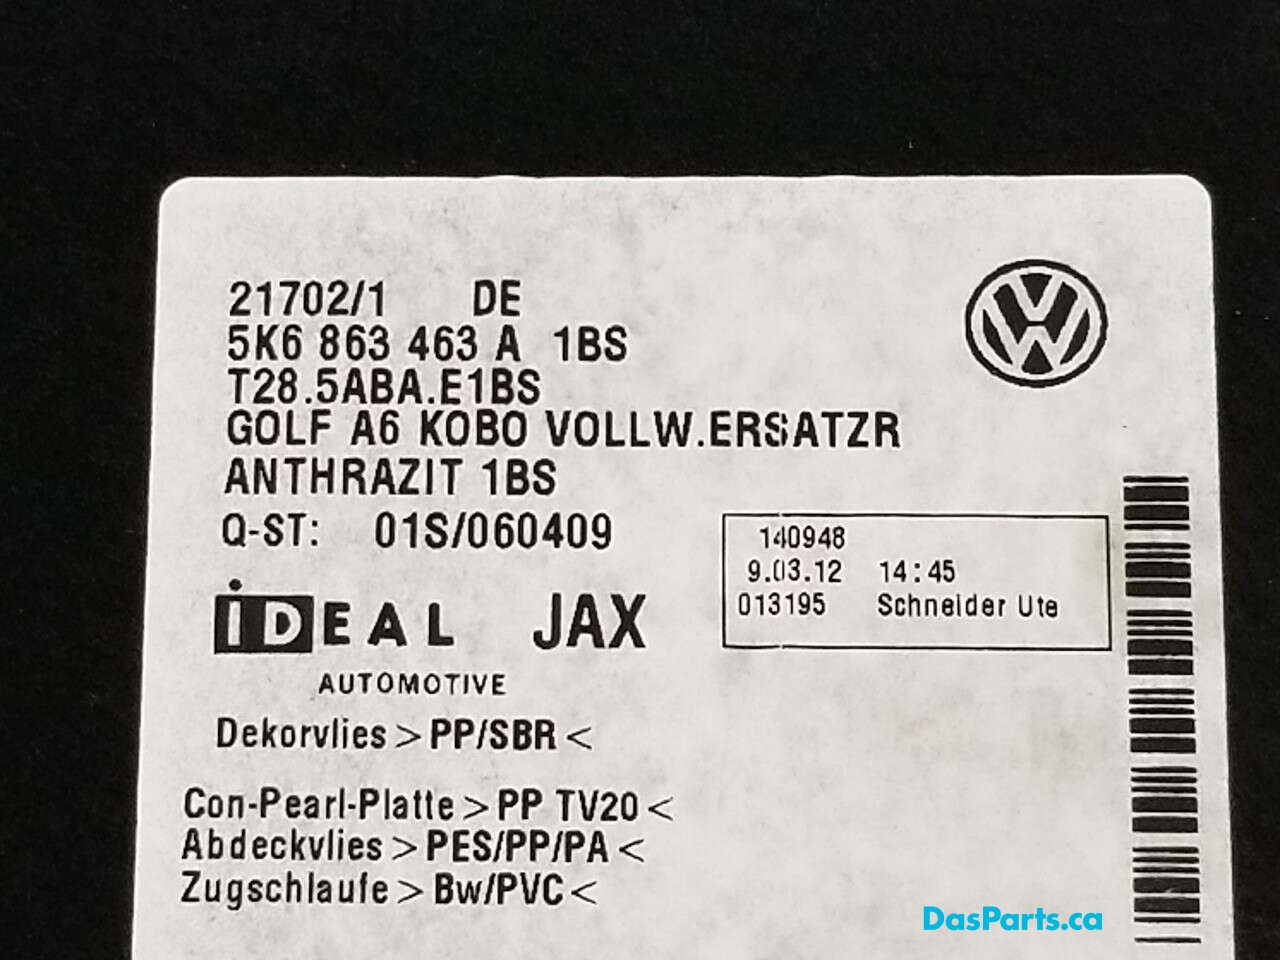 21702/1 DE
5K6 863 463 A 1BS
T28.5ABA.E1BS
GOLF A6 KOBO VOLLW.ERSATZR
ANTHRAZIT 1BS
Q-ST: 01S/060409
140948
9.03.12 14:45
013195 Schneider Ute
iDEAL JAX
AUTOMOTIVE
Dekorvlies > PP/SBR <
Con-Pearl-Platte > PP TV20 <
Abdeckvlies > PES/PP/PA <
Zugschlaufe > Bw/PVC <
DasParts.ca